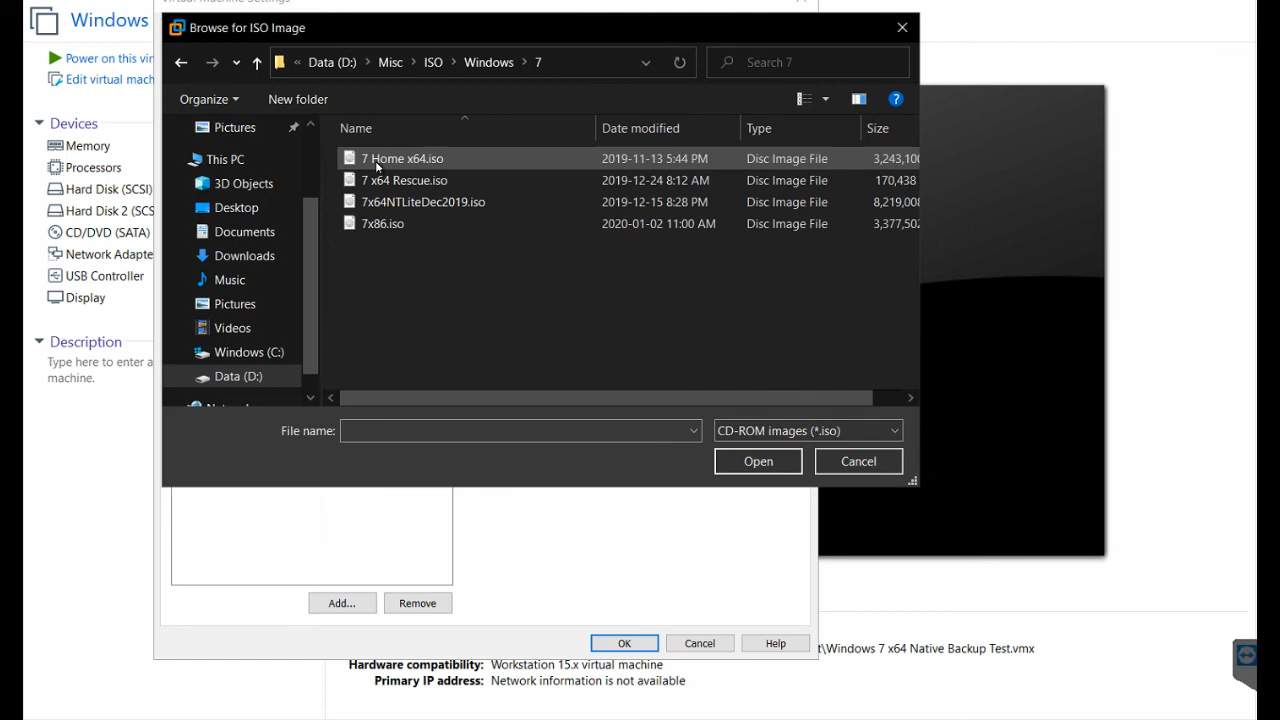 Virtual Machine Settings
Windows
Browse for ISO Image
Power on this vir
Edit virtual mach
« Data (D:) > Misc > ISO > Windows > 7
Search 7
Organize
New folder
Devices
Memory
Processors
Hard Disk (SCSI)
Hard Disk 2 (SCS
CD/DVD (SATA)
Network Adapte
USB Controller
Display
Description
Type here to enter a
machine.
Pictures
This PC
3D Objects
Desktop
Documents
Downloads
Music
Pictures
Videos
Windows (C:)
Data (D:)
Name Date modified Type Size
7 Home x64.iso 2019-11-13 5:44 PM Disc Image File 3,243,100
7 x64 Rescue.iso 2019-12-24 8:12 AM Disc Image File 170,438
7x64NTLiteDec2019.iso 2019-12-15 8:28 PM Disc Image File 8,219,008
7x86.iso 2020-01-02 11:00 AM Disc Image File 3,377,502
File name:
CD-ROM images (*.iso)
Open
Cancel
Add...
Remove
OK
Cancel
Help
t\Windows 7 x64 Native Backup Test.vmx
Hardware compatibility: Workstation 15.x virtual machine
Primary IP address: Network information is not available